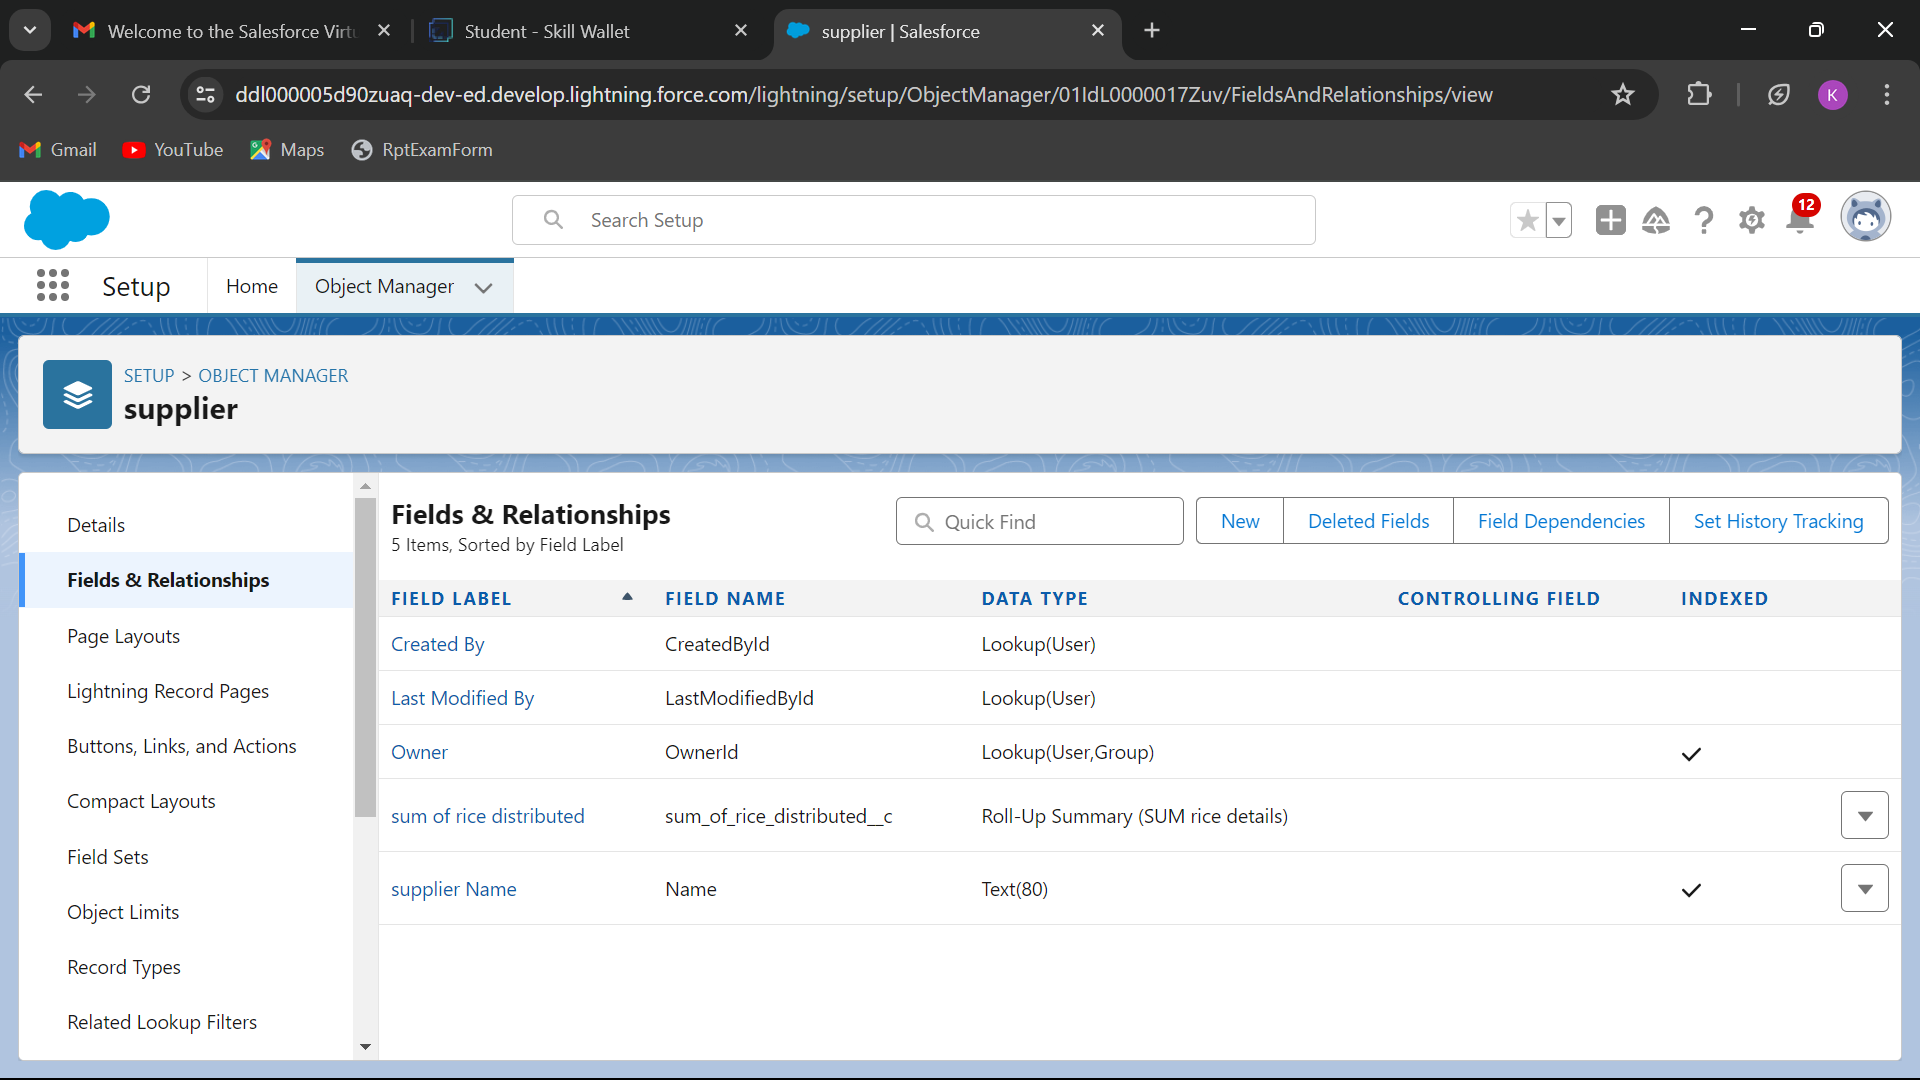 Welcome to the Salesforce Virtu
Student - Skill Wallet
supplier | Salesforce
ddl000005d90zuaq-dev-ed.develop.lightning.force.com/lightning/setup/ObjectManager/01IdL0000017Zuv/FieldsAndRelationships/view
K
Gmail
YouTube
Maps
RptExamForm
Search Setup
12
Setup
Home
Object Manager
SETUP > OBJECT MANAGER
supplier
Details
Fields & Relationships
Page Layouts
Lightning Record Pages
Buttons, Links, and Actions
Compact Layouts
Field Sets
Object Limits
Record Types
Related Lookup Filters
Fields & Relationships
5 Items, Sorted by Field Label
Quick Find
New
Deleted Fields
Field Dependencies
Set History Tracking
FIELD LABEL FIELD NAME DATA TYPE CONTROLLING FIELD INDEXED
Created By CreatedById Lookup(User)
Last Modified By LastModifiedById Lookup(User)
Owner OwnerId Lookup(User,Group)
sum of rice distributed sum_of_rice_distributed__c Roll-Up Summary (SUM rice details)
supplier Name Name Text(80)